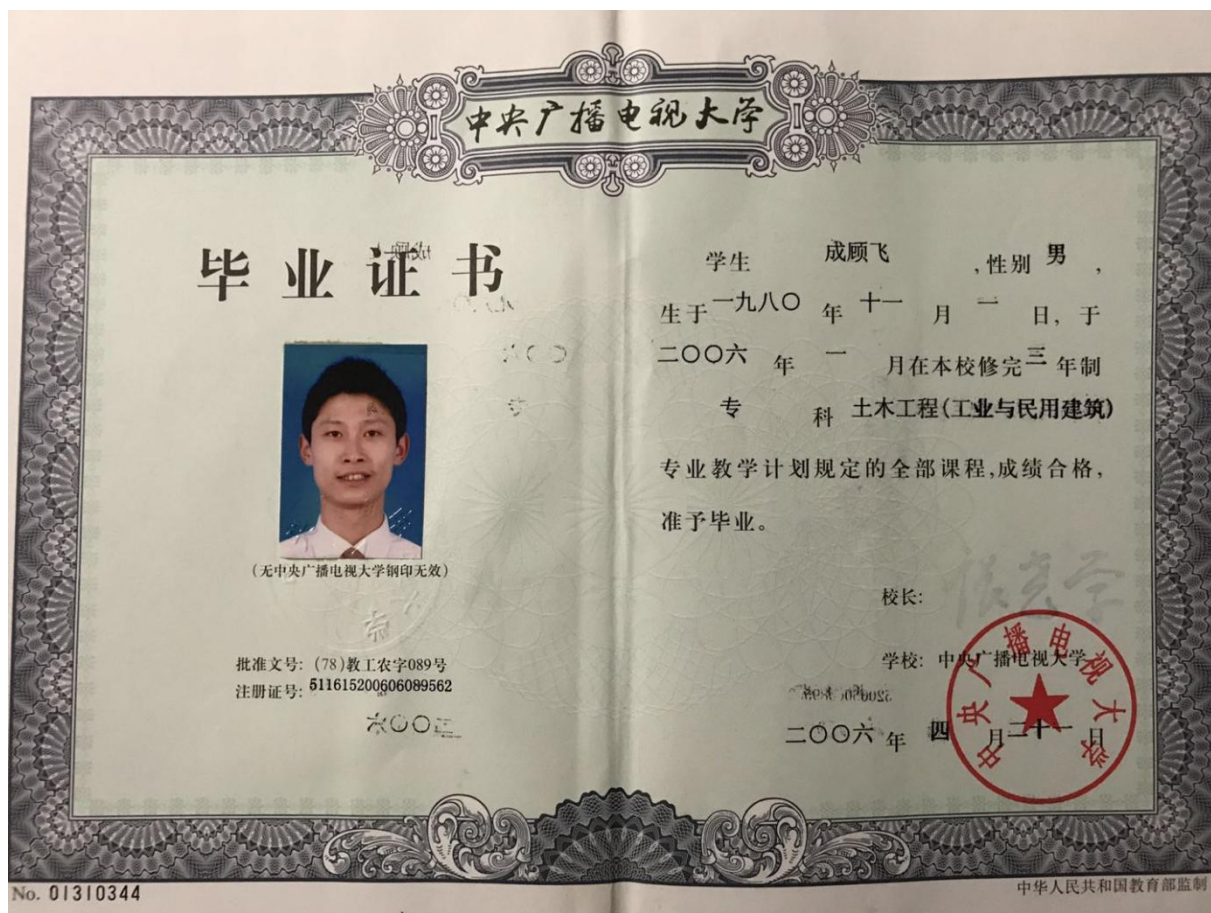 中央广播电视大学
毕业证书
(无中央广播电视大学钢印无效)
批准文号: (78)教工农字089号
注册证号: 511615200606089562
学生 成顾飞 ,性别 男 ,
生于 一九八〇 年 十一 月 一 日, 于
二〇〇六 年 一 月在本校修完 三 年制
专 科 土木工程(工业与民用建筑)
专业教学计划规定的全部课程,成绩合格,
准予毕业。
校长:
学校: 中央广播电视大学
二〇〇六 年 四 月 二十一 日
中央广播电视大学
No. 01310344
中华人民共和国教育部监制